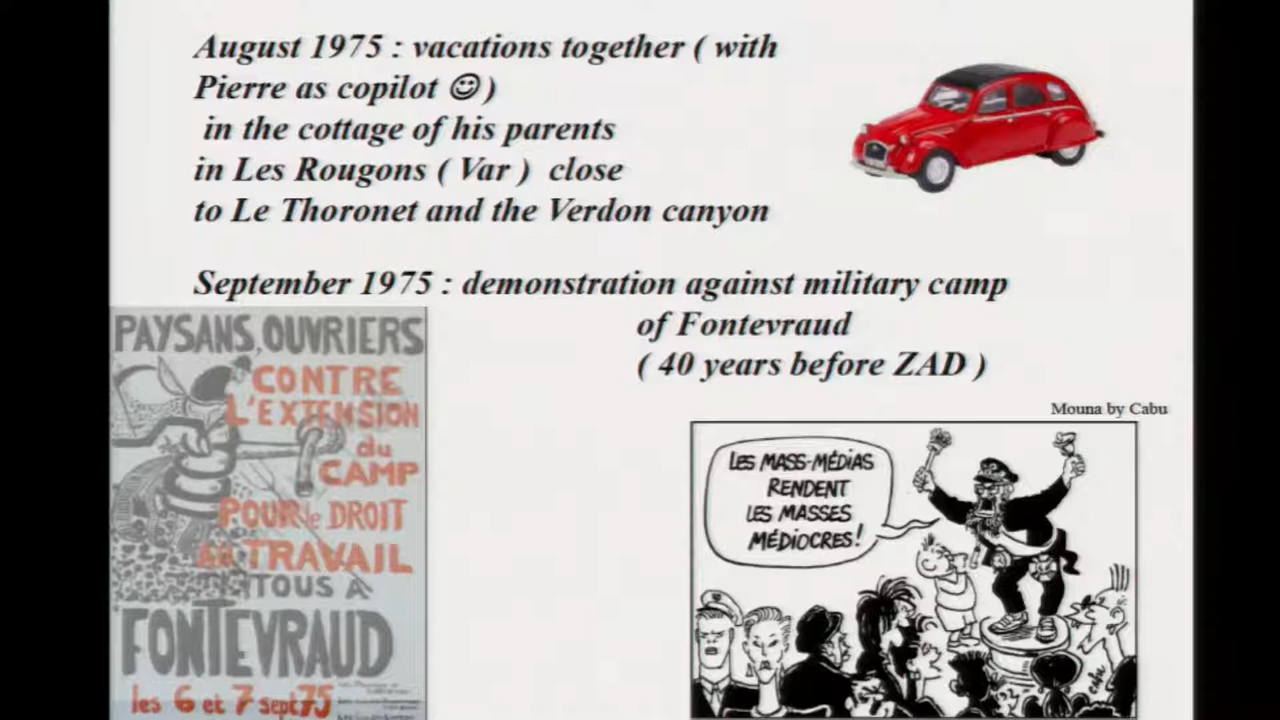 August 1975 : vacations together ( with
Pierre as copilot ☺ )
in the cottage of his parents
in Les Rougons ( Var ) close
to Le Thoronet and the Verdon canyon
September 1975 : demonstration against military camp
of Fontevraud
( 40 years before ZAD )
PAYSANS, OUVRIERS
CONTRE
L'EXTENSION
du
CAMP
POUR le DROIT
AU TRAVAIL
TOUS A
FONTEVRAUD
les 6 et 7 sept 75
Mouna by Cabu
LES MASS-MÉDIAS
RENDENT
LES MASSES
MÉDIOCRES!
cabu